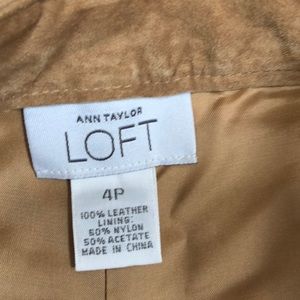 ANN TAYLOR
LOFT
4P
100% LEATHER
LINING:
50% NYLON
50% ACETATE
MADE IN CHINA